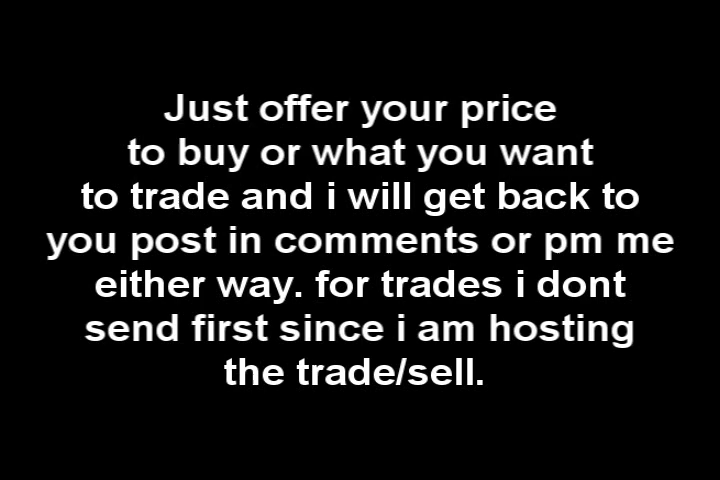 Just offer your price
to buy or what you want
to trade and i will get back to
you post in comments or pm me
either way. for trades i dont
send first since i am hosting
the trade/sell.